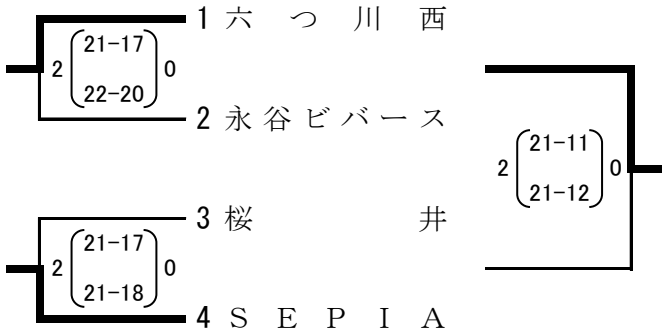 1 六つ川西
2 ( 21-17 22-20 ) 0
2 永谷ビバース
2 ( 21-11 21-12 ) 0
3 桜井
2 ( 21-17 21-18 ) 0
4 ＳＥＰＩＡ